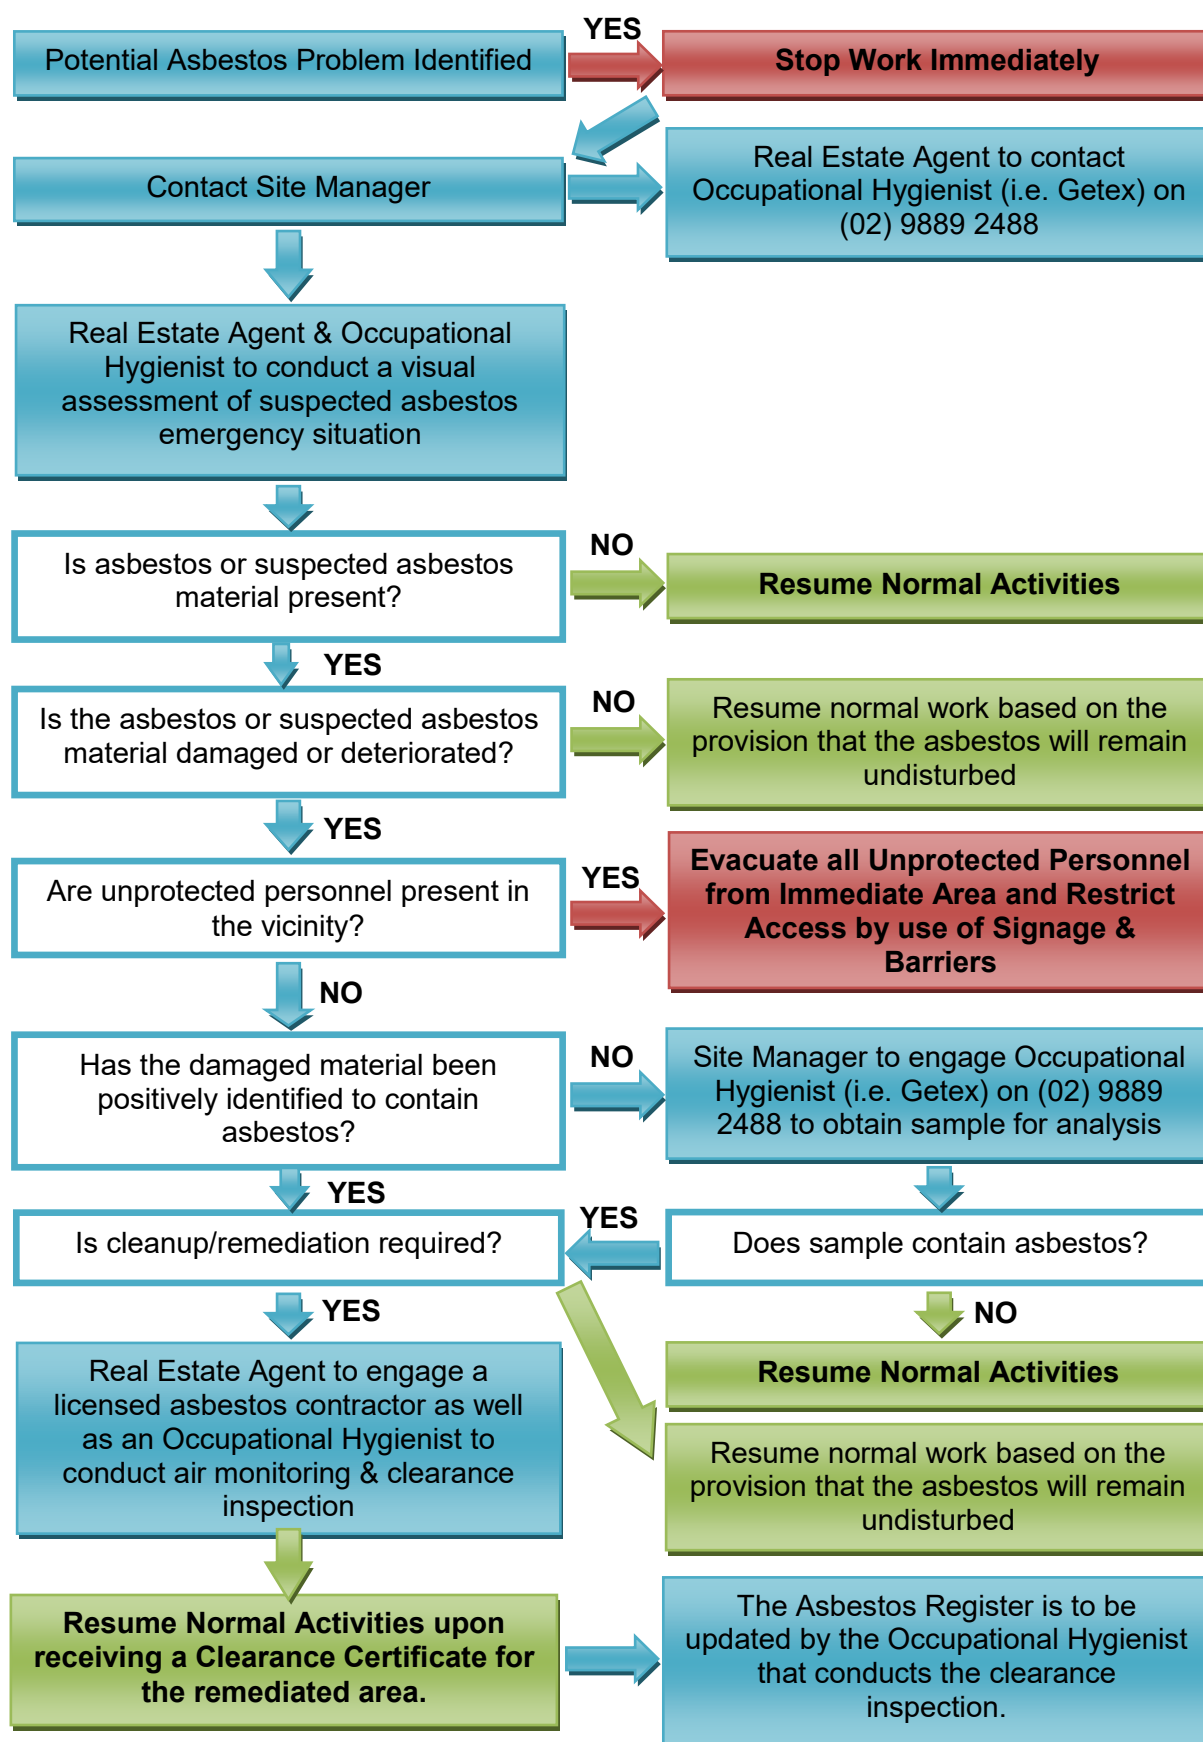 YES
Potential Asbestos Problem Identified
Stop Work Immediately
Contact Site Manager
Real Estate Agent to contact
Occupational Hygienist (i.e. Getex) on
(02) 9889 2488
Real Estate Agent & Occupational
Hygienist to conduct a visual
assessment of suspected asbestos
emergency situation
Is asbestos or suspected asbestos
material present?
NO
Resume Normal Activities
YES
Is the asbestos or suspected asbestos
material damaged or deteriorated?
NO
Resume normal work based on the
provision that the asbestos will remain
undisturbed
YES
Are unprotected personnel present in
the vicinity?
YES
Evacuate all Unprotected Personnel
from Immediate Area and Restrict
Access by use of Signage &
Barriers
NO
Has the damaged material been
positively identified to contain
asbestos?
NO
Site Manager to engage Occupational
Hygienist (i.e. Getex) on (02) 9889
2488 to obtain sample for analysis
YES
Is cleanup/remediation required?
YES
Does sample contain asbestos?
YES
NO
Real Estate Agent to engage a
licensed asbestos contractor as well
as an Occupational Hygienist to
conduct air monitoring & clearance
inspection
Resume Normal Activities
Resume normal work based on the
provision that the asbestos will remain
undisturbed
Resume Normal Activities upon
receiving a Clearance Certificate for
the remediated area.
The Asbestos Register is to be
updated by the Occupational Hygienist
that conducts the clearance
inspection.